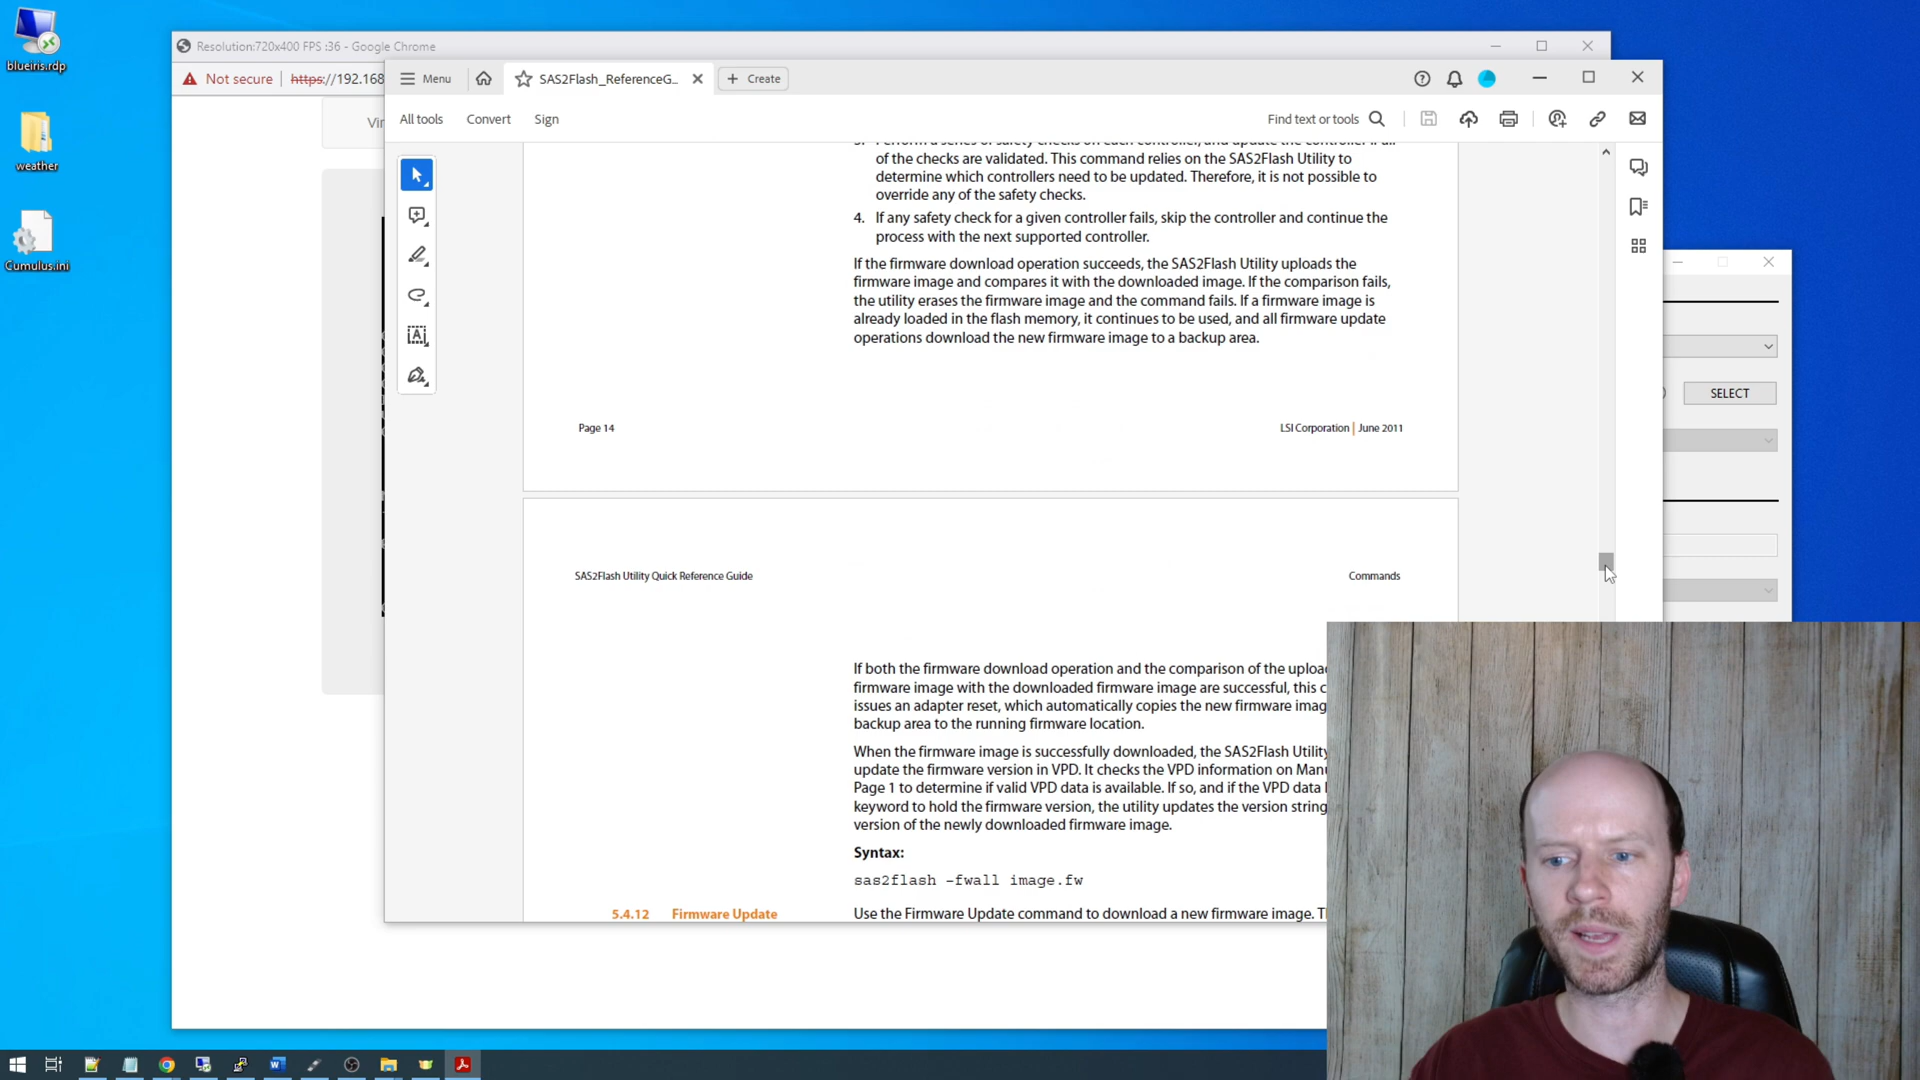 blueiris.rdp
weather
Cumulus.ini
Resolution:720x400 FPS :36 - Google Chrome
Not secure https://192.168
Vir
Menu
SAS2Flash_ReferenceG...
Create
All tools
Convert
Sign
Find text or tools
of the checks are validated. This command relies on the SAS2Flash Utility to
determine which controllers need to be updated. Therefore, it is not possible to
override any of the safety checks.
4. If any safety check for a given controller fails, skip the controller and continue the
process with the next supported controller.
If the firmware download operation succeeds, the SAS2Flash Utility uploads the
firmware image and compares it with the downloaded image. If the comparison fails,
the utility erases the firmware image and the command fails. If a firmware image is
already loaded in the flash memory, it continues to be used, and all firmware update
operations download the new firmware image to a backup area.
Page 14
LSI Corporation | June 2011
SELECT
SAS2Flash Utility Quick Reference Guide
Commands
If both the firmware download operation and the comparison of the uploa
firmware image with the downloaded firmware image are successful, this c
issues an adapter reset, which automatically copies the new firmware imag
backup area to the running firmware location.
When the firmware image is successfully downloaded, the SAS2Flash Utility
update the firmware version in VPD. It checks the VPD information on Manu
Page 1 to determine if valid VPD data is available. If so, and if the VPD data
keyword to hold the firmware version, the utility updates the version string
version of the newly downloaded firmware image.
Syntax:
sas2flash -fwall image.fw
5.4.12 Firmware Update
Use the Firmware Update command to download a new firmware image. T